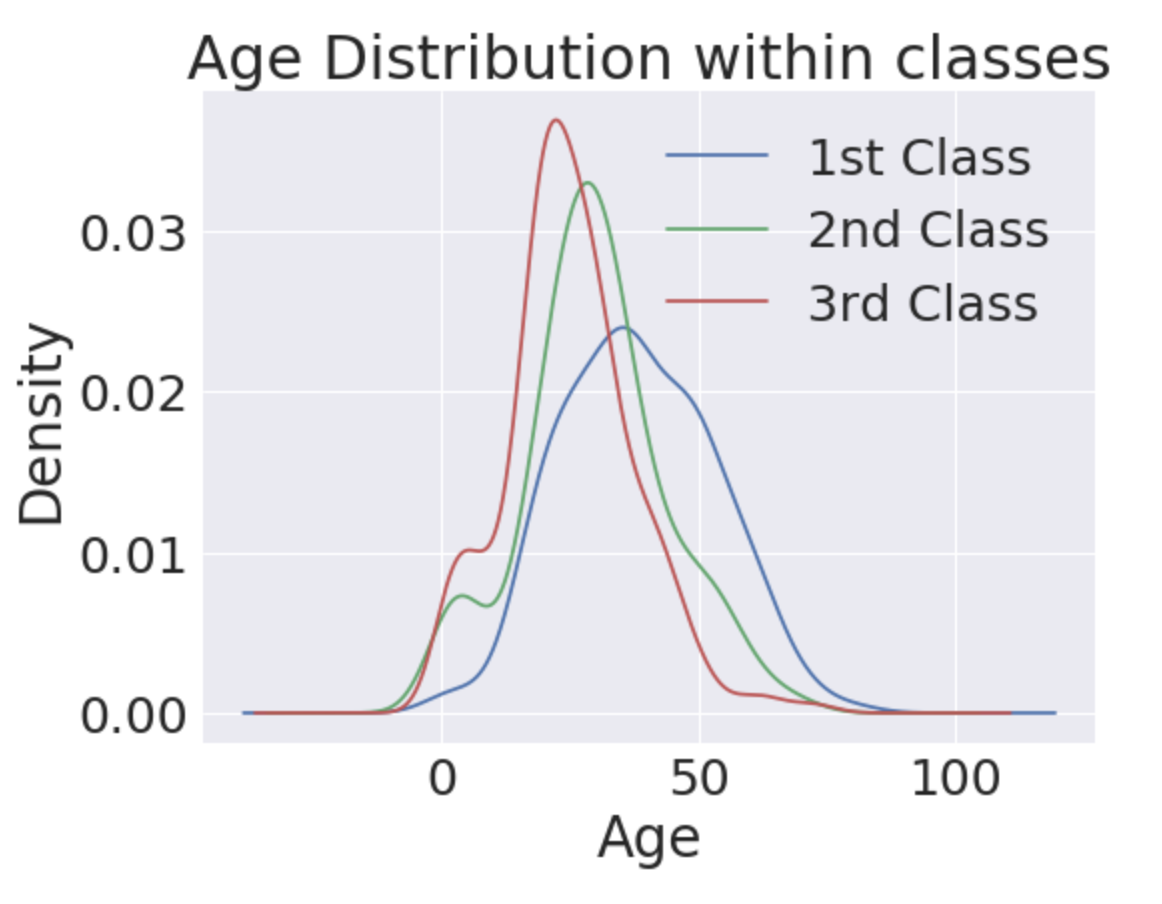 Age Distribution within classes
1st Class
2nd Class
3rd Class
Density
0.03
0.02
0.01
0.00
0 50 100
Age